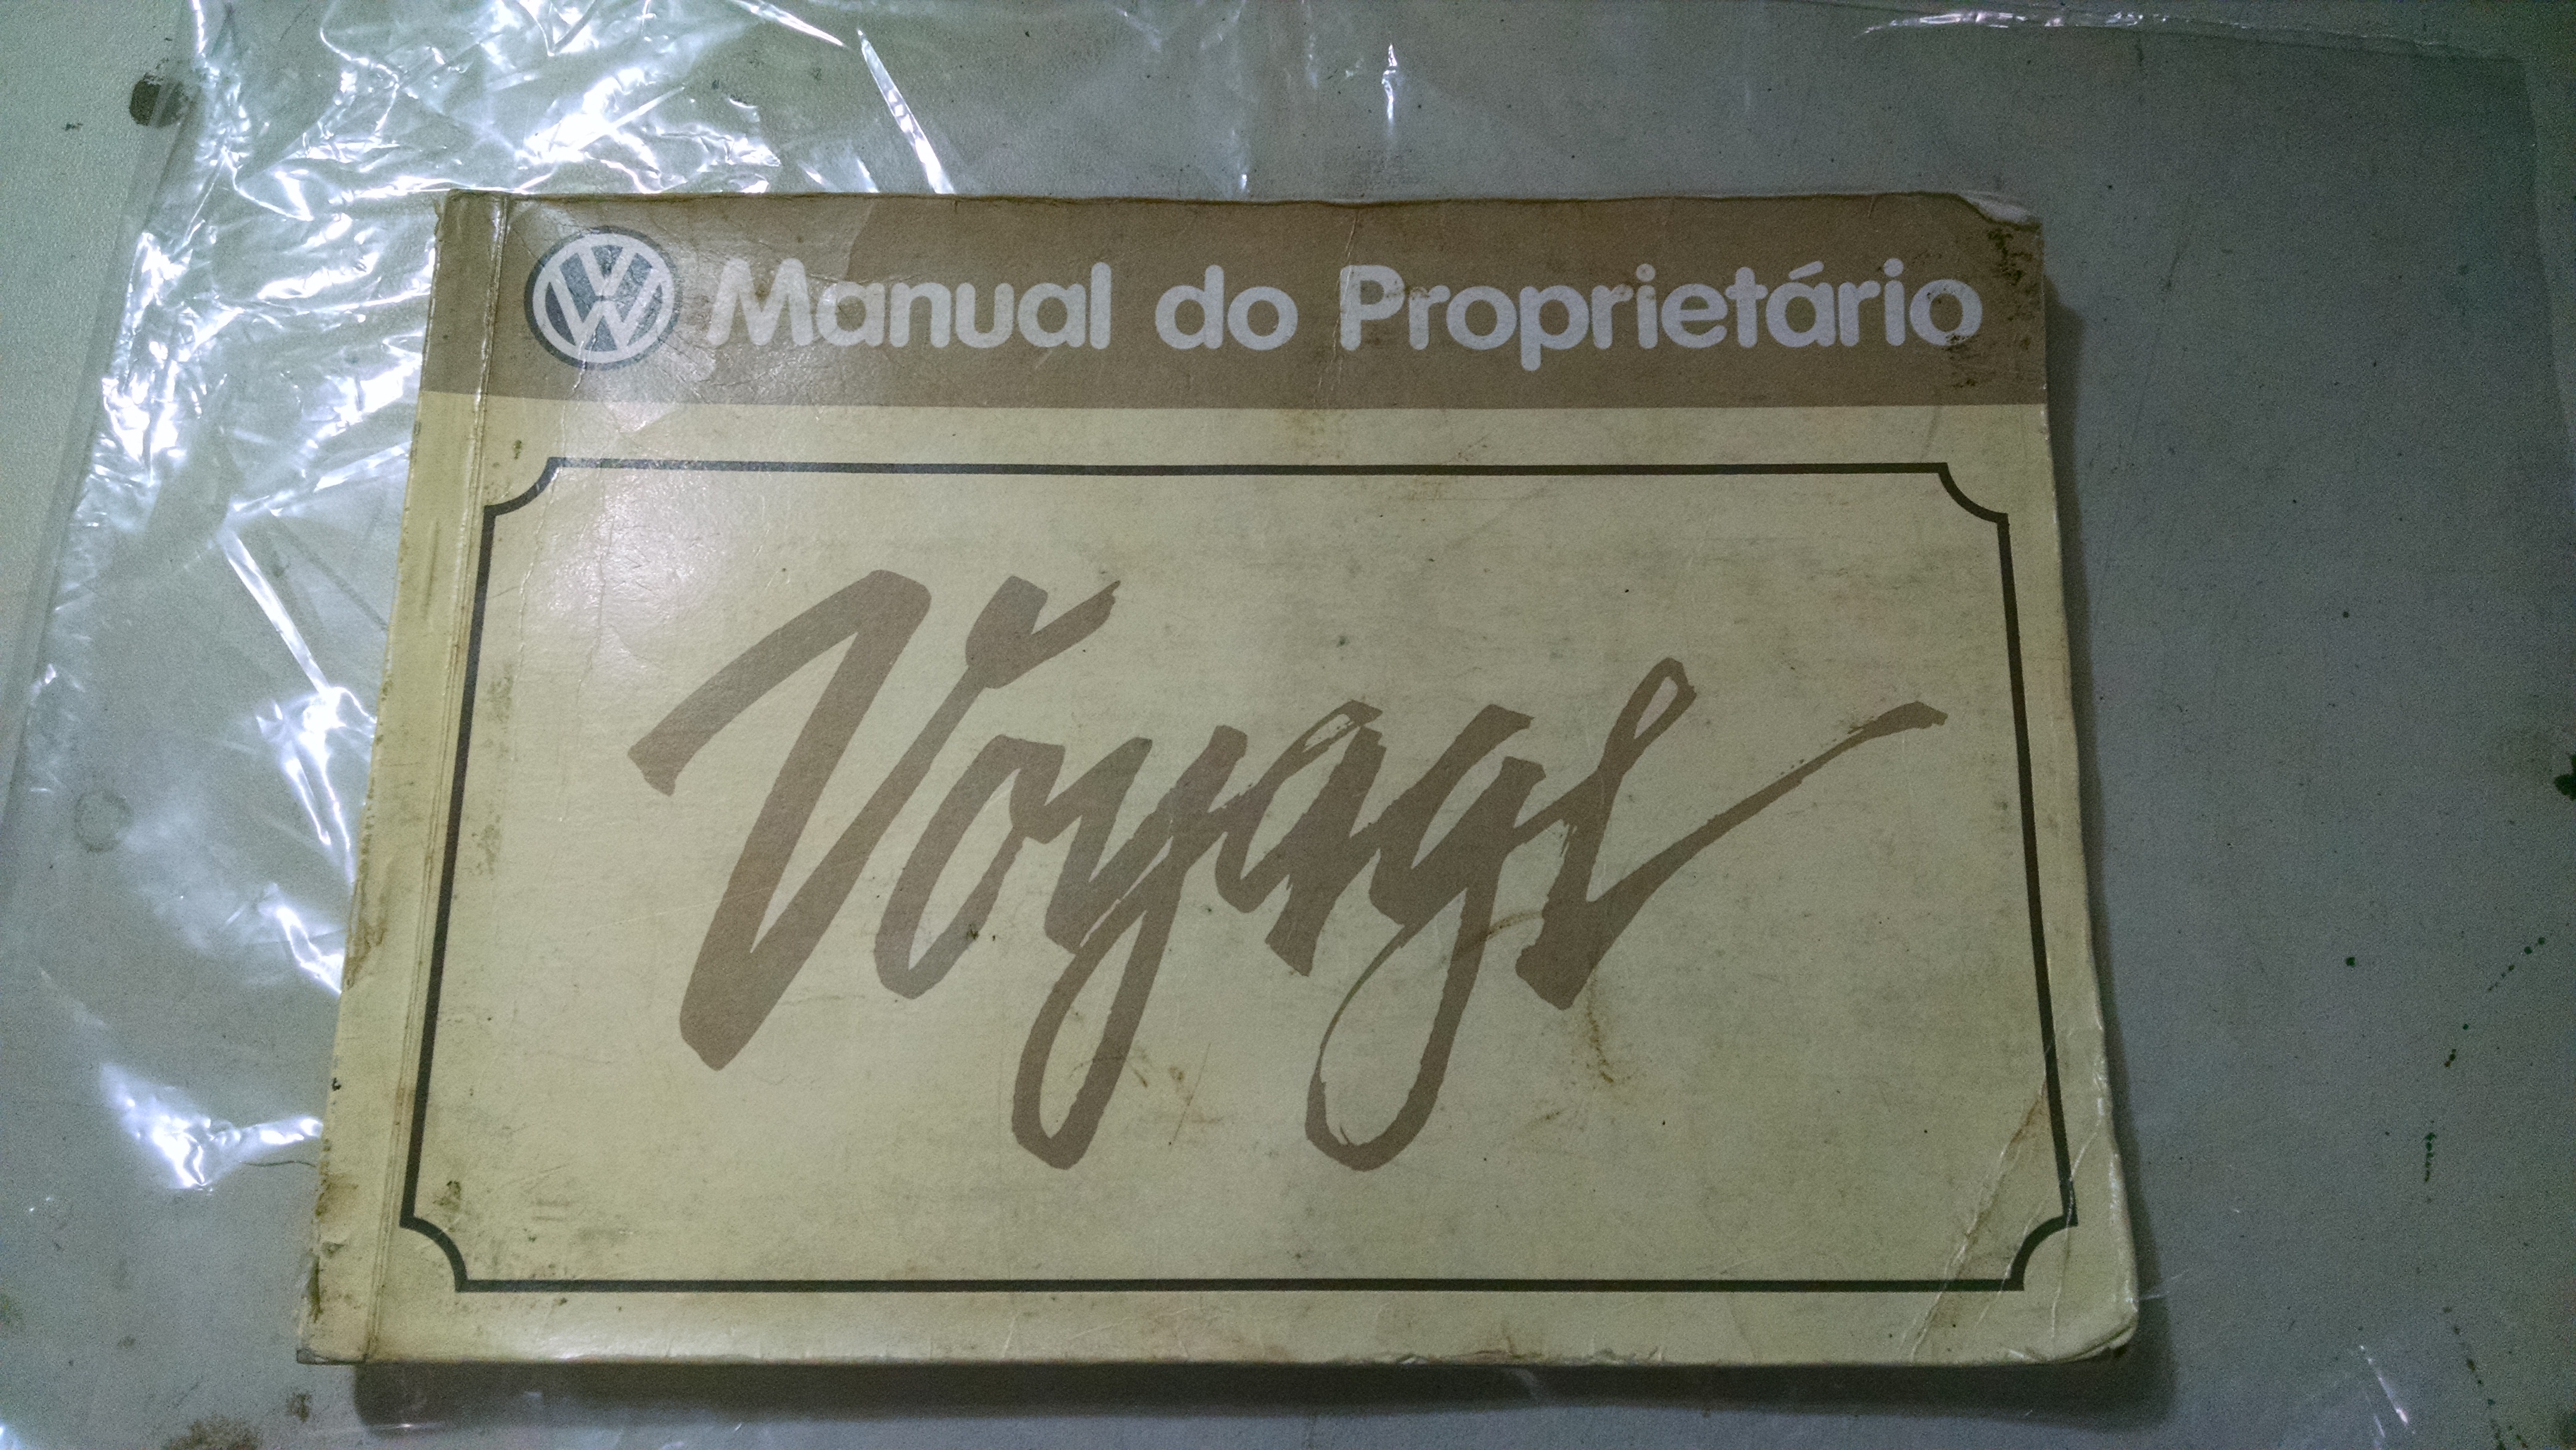 VW Manual do Proprietário
Voyage